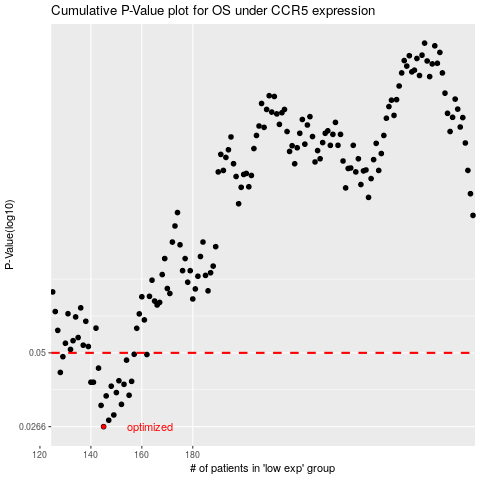 Cumulative P-Value plot for OS under CCR5 expression
P-Value(log10)
0.05
0.0266
optimized
120 140 160 180
# of patients in 'low exp' group